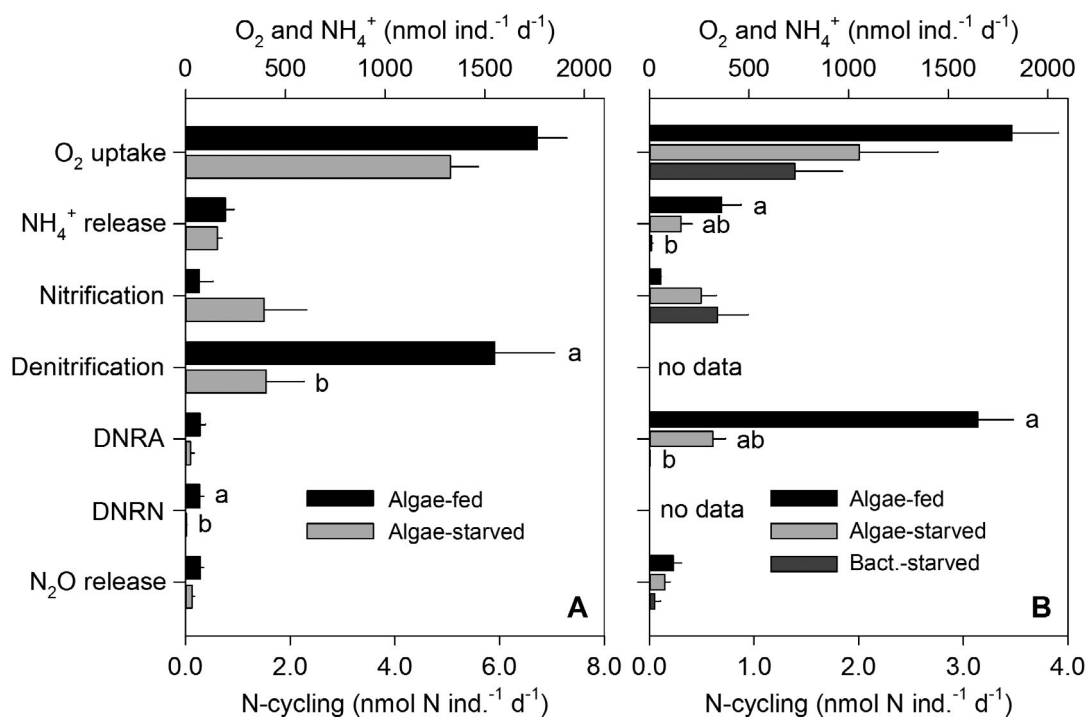 O₂ and NH₄⁺ (nmol ind.⁻¹ d⁻¹)
0 500 1000 1500 2000
O₂ uptake
NH₄⁺ release
Nitrification
Denitrification
a
b
DNRA
DNRN
a
b
N₂O release
Algae-fed
Algae-starved
A
0.0 2.0 4.0 6.0 8.0
N-cycling (nmol N ind.⁻¹ d⁻¹)
O₂ and NH₄⁺ (nmol ind.⁻¹ d⁻¹)
0 500 1000 1500 2000
a
ab
b
no data
a
ab
b
no data
Algae-fed
Algae-starved
Bact.-starved
B
0.0 1.0 2.0 3.0 4.0
N-cycling (nmol N ind.⁻¹ d⁻¹)